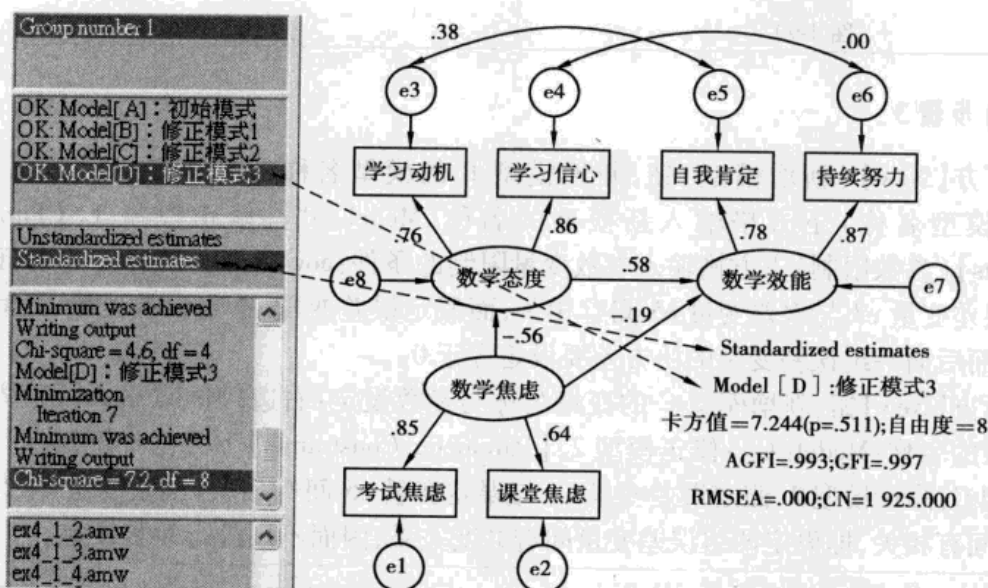 Group number 1
OK: Model[A]：初始模式
OK: Model[B]：修正模式1
OK: Model[C]：修正模式2
OK: Model[D]：修正模式3
Unstandardized estimates
Standardized estimates
Minimum was achieved
Writing output
Chi-square = 4.6, df = 4
Model[D]：修正模式3
Minimization
Iteration 7
Minimum was achieved
Writing output
Chi-square = 7.2, df = 8
ex4_1_2.amw
ex4_1_3.amw
ex4_1_4.amw
.38
.00
e3
e4
e5
e6
学习动机
学习信心
自我肯定
持续努力
.76
.86
.78
.87
e8
数学态度
.58
数学效能
e7
-.56
-.19
数学焦虑
.85
.64
考试焦虑
课堂焦虑
e1
e2
Standardized estimates
Model［D］:修正模式3
卡方值=7.244(p=.511);自由度=8
AGFI=.993;GFI=.997
RMSEA=.000;CN=1 925.000